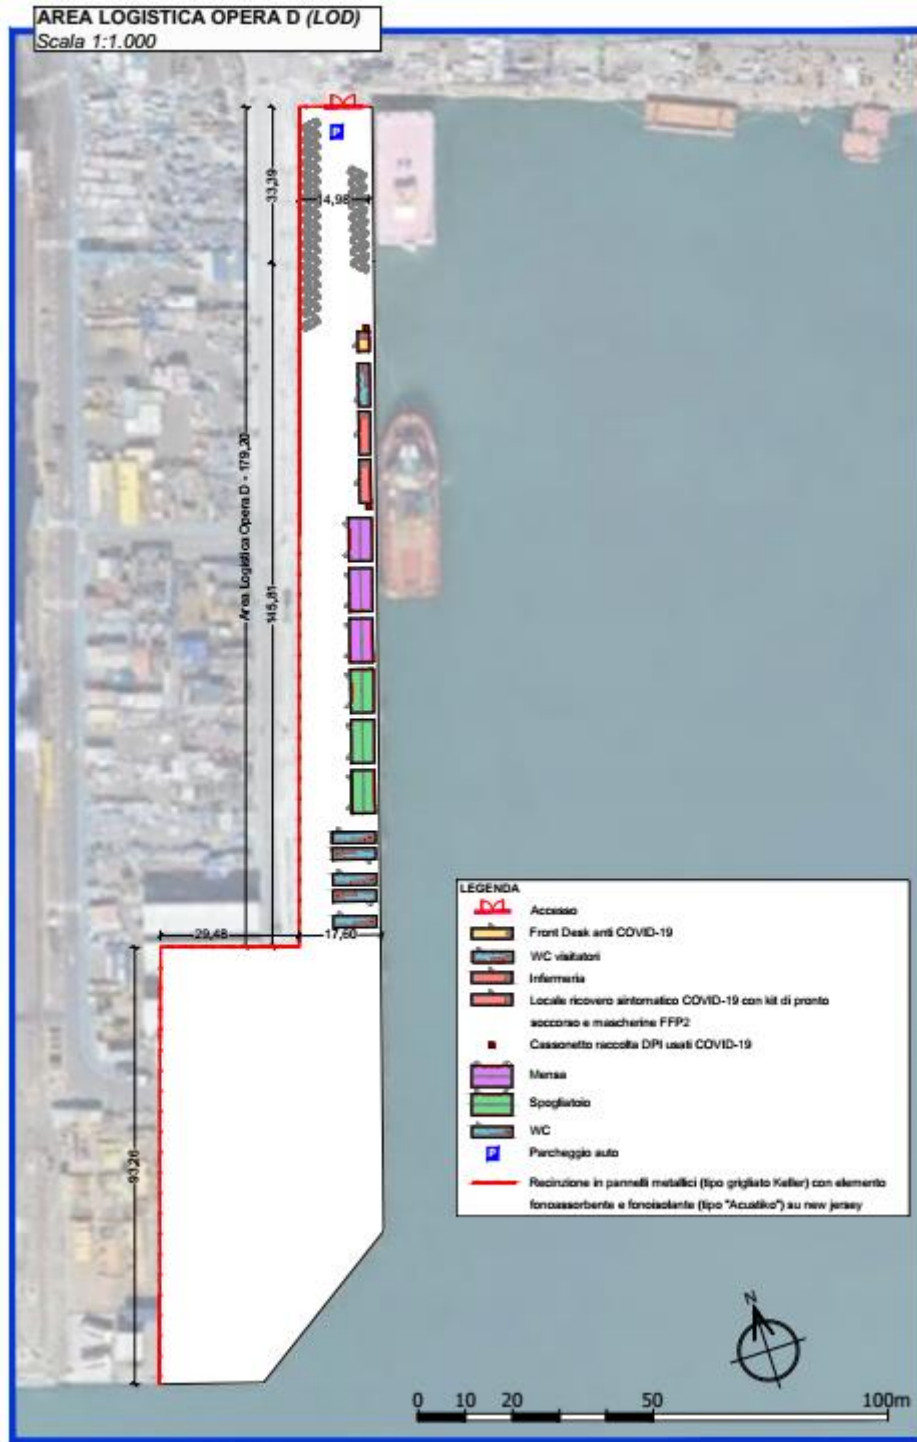 AREA LOGISTICA OPERA D (LOD)
Scala 1:1.000
P
33,39
14,98
Area Logistica Opera D - 179,20
145,81
29,48
17,60
93,26
LEGENDA
Accesso
Front Desk anti COVID-19
WC visitatori
Infermeria
Locale ricovero sintomatico COVID-19 con kit di pronto
soccorso e mascherine FFP2
Cassonetto raccolta DPI usati COVID-19
Mensa
Spogliatoio
WC
P Parcheggio auto
Recinzione in pannelli metallici (tipo grigliato Keller) con elemento
fonoassorbente e fonoisolante (tipo "Acustiko") su new jersey
N
0 10 20 50 100m